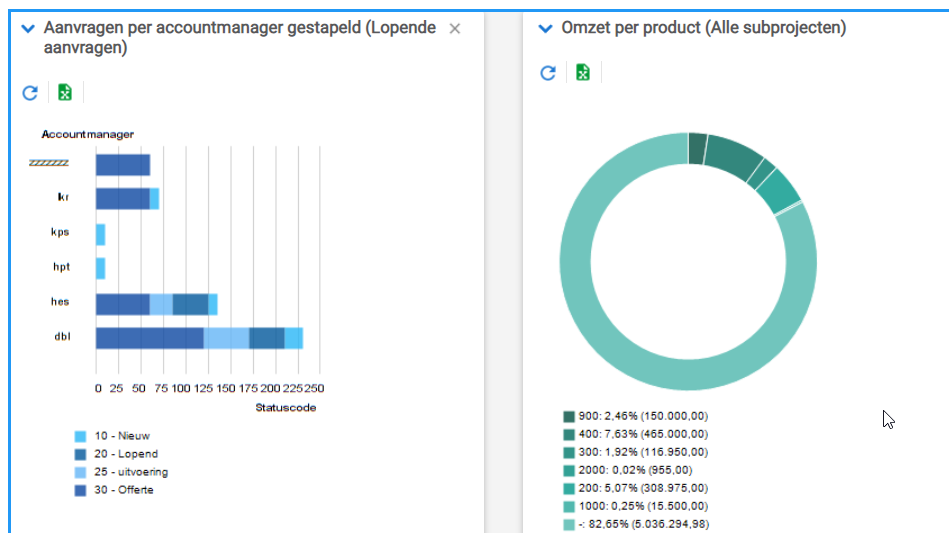 Aanvragen per accountmanager gestapeld (Lopende
aanvragen)
Accountmanager
lkr
kps
hpt
hes
dbl
0 25 50 75 100 125 150 175 200 225 250
Statuscode
10 - Nieuw
20 - Lopend
25 - uitvoering
30 - Offerte
Omzet per product (Alle subprojecten)
900: 2,46% (150.000,00)
400: 7,63% (465.000,00)
300: 1,92% (116.950,00)
2000: 0,02% (955,00)
200: 5,07% (308.975,00)
1000: 0,25% (15.500,00)
-: 82,65% (5.036.294,98)